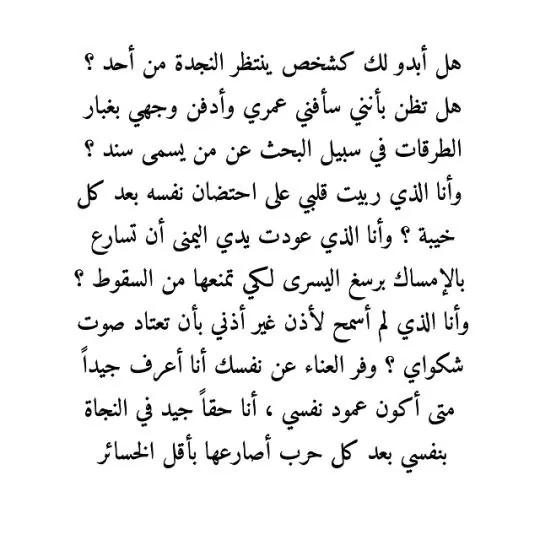 هل أبدو لك كشخص ينتظر النجدة من أحد ؟
هل تظن بأنني سأفني عمري وأدفن وجهي بغبار
الطرقات في سبيل البحث عن من يسمى سند ؟
وأنا الذي ربيت قلبي على احتضان نفسه بعد كل
خيبة ؟ وأنا الذي عودت يدي اليمنى أن تسارع
بالإمساك برسغ اليسرى لكي تمنعها من السقوط ؟
وأنا الذي لم أسمح لأذن غير أذني بأن تعتاد صوت
شكواي ؟ وفر العناء عن نفسك أنا أعرف جيداً
متى أكون عمود نفسي ، أنا حقاً جيد في النجاة
بنفسي بعد كل حرب أصارعها بأقل الخسائر